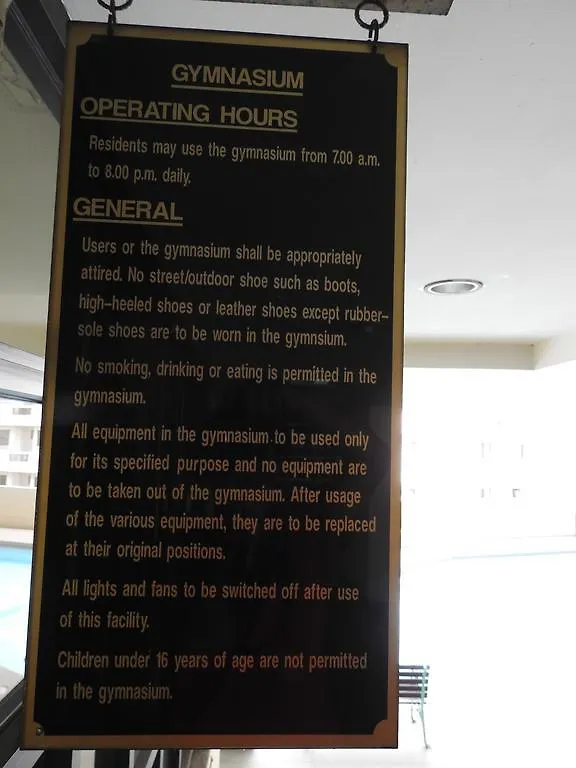 GYMNASIUM
OPERATING HOURS
Residents may use the gymnasium from 7.00 a.m.
to 8.00 p.m. daily.
GENERAL
Users or the gymnasium shall be appropriately
attired. No street/outdoor shoe such as boots,
high-heeled shoes or leather shoes except rubber-
sole shoes are to be worn in the gymnsium.
No smoking, drinking or eating is permitted in the
gymnasium.
All equipment in the gymnasium to be used only
for its specified purpose and no equipment are
to be taken out of the gymnasium. After usage
of the various equipment, they are to be replaced
at their original positions.
All lights and fans to be switched off after use
of this facility.
Children under 16 years of age are not permitted
in the gymnasium.